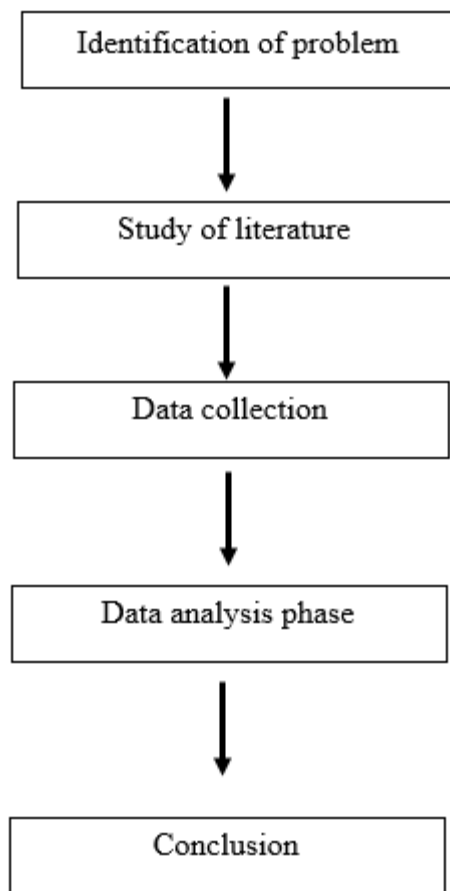 Identification of problem
Study of literature
Data collection
Data analysis phase
Conclusion